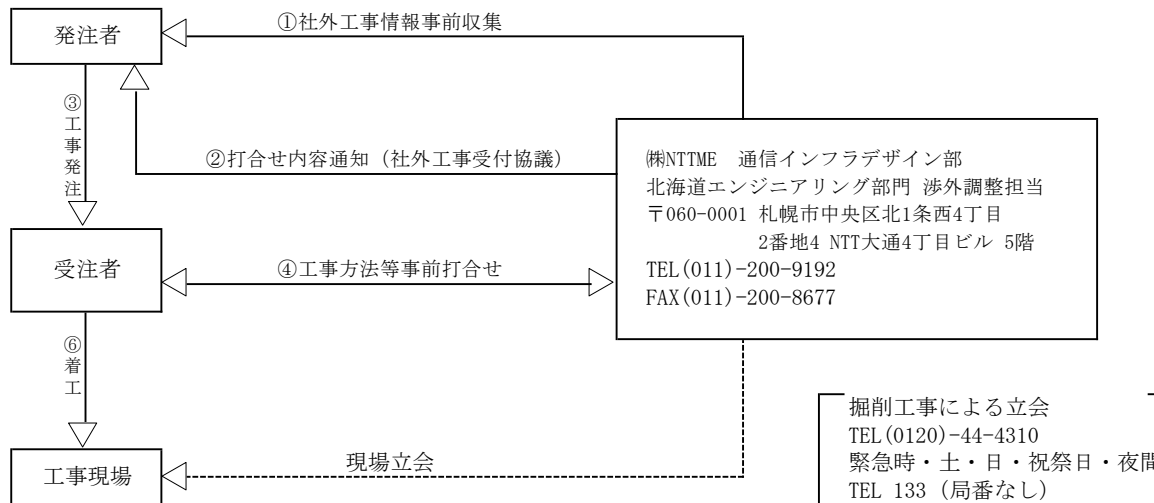 発注者
①社外工事情報事前収集
③工事発注
②打合せ内容通知（社外工事受付協議）
㈱NTTME　通信インフラデザイン部
北海道エンジニアリング部門 渉外調整担当
〒060-0001 札幌市中央区北1条西4丁目
2番地4 NTT大通4丁目ビル 5階
TEL(011)-200-9192
FAX(011)-200-8677
受注者
④工事方法等事前打合せ
⑥着工
工事現場
現場立会
掘削工事による立会
TEL(0120)-44-4310
緊急時・土・日・祝祭日・夜間
TEL 133（局番なし）